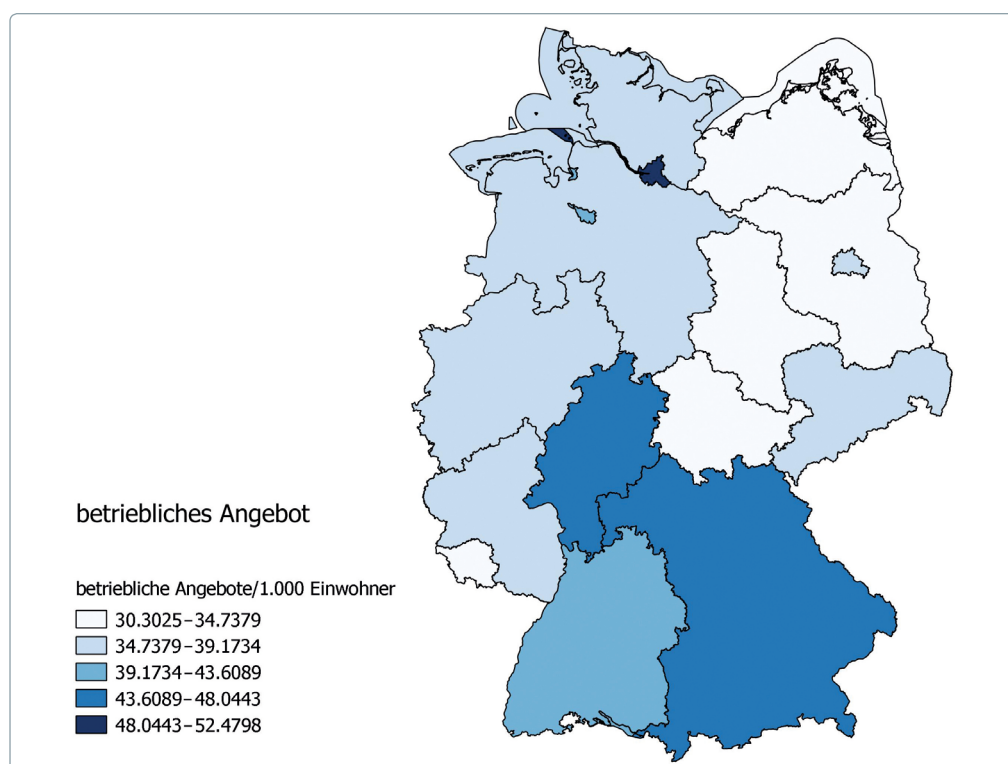 betriebliches Angebot
betriebliche Angebote/1.000 Einwohner
30.3025–34.7379
34.7379–39.1734
39.1734–43.6089
43.6089–48.0443
48.0443–52.4798